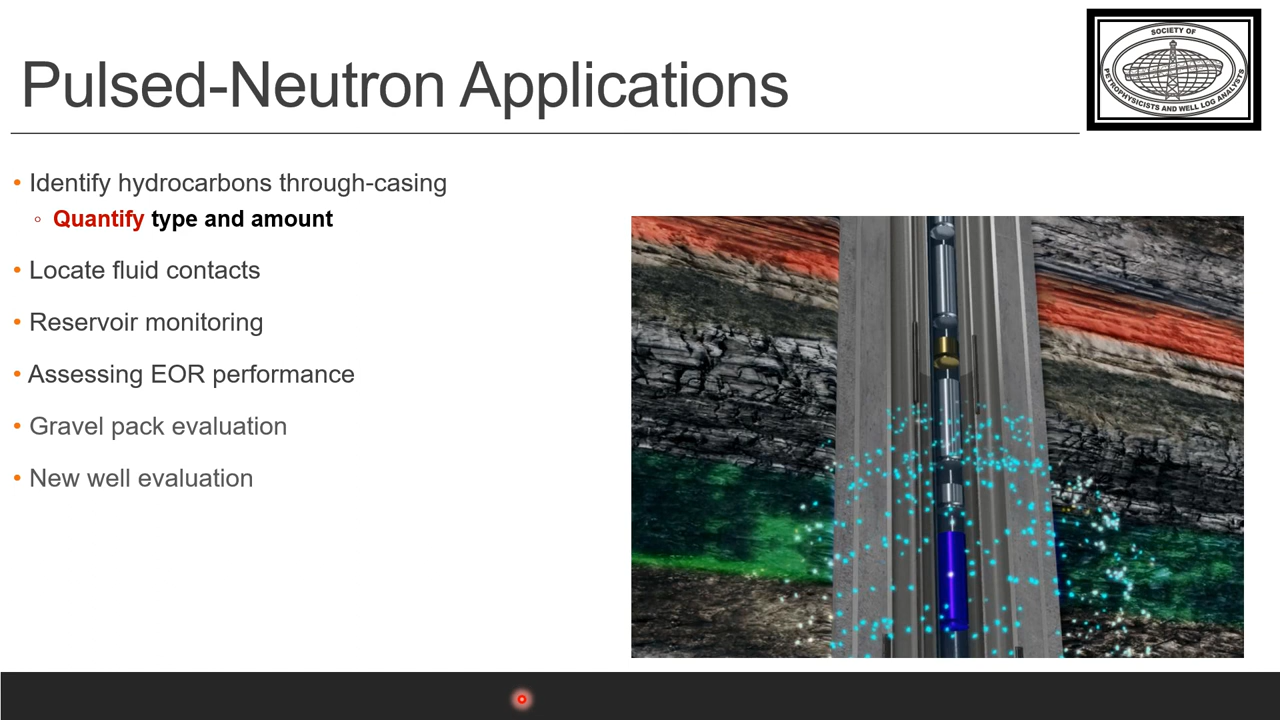 Pulsed-Neutron Applications
SOCIETY OF
PETROPHYSICISTS AND WELL LOG ANALYSTS
• Identify hydrocarbons through-casing
◦ Quantify type and amount
• Locate fluid contacts
• Reservoir monitoring
• Assessing EOR performance
• Gravel pack evaluation
• New well evaluation